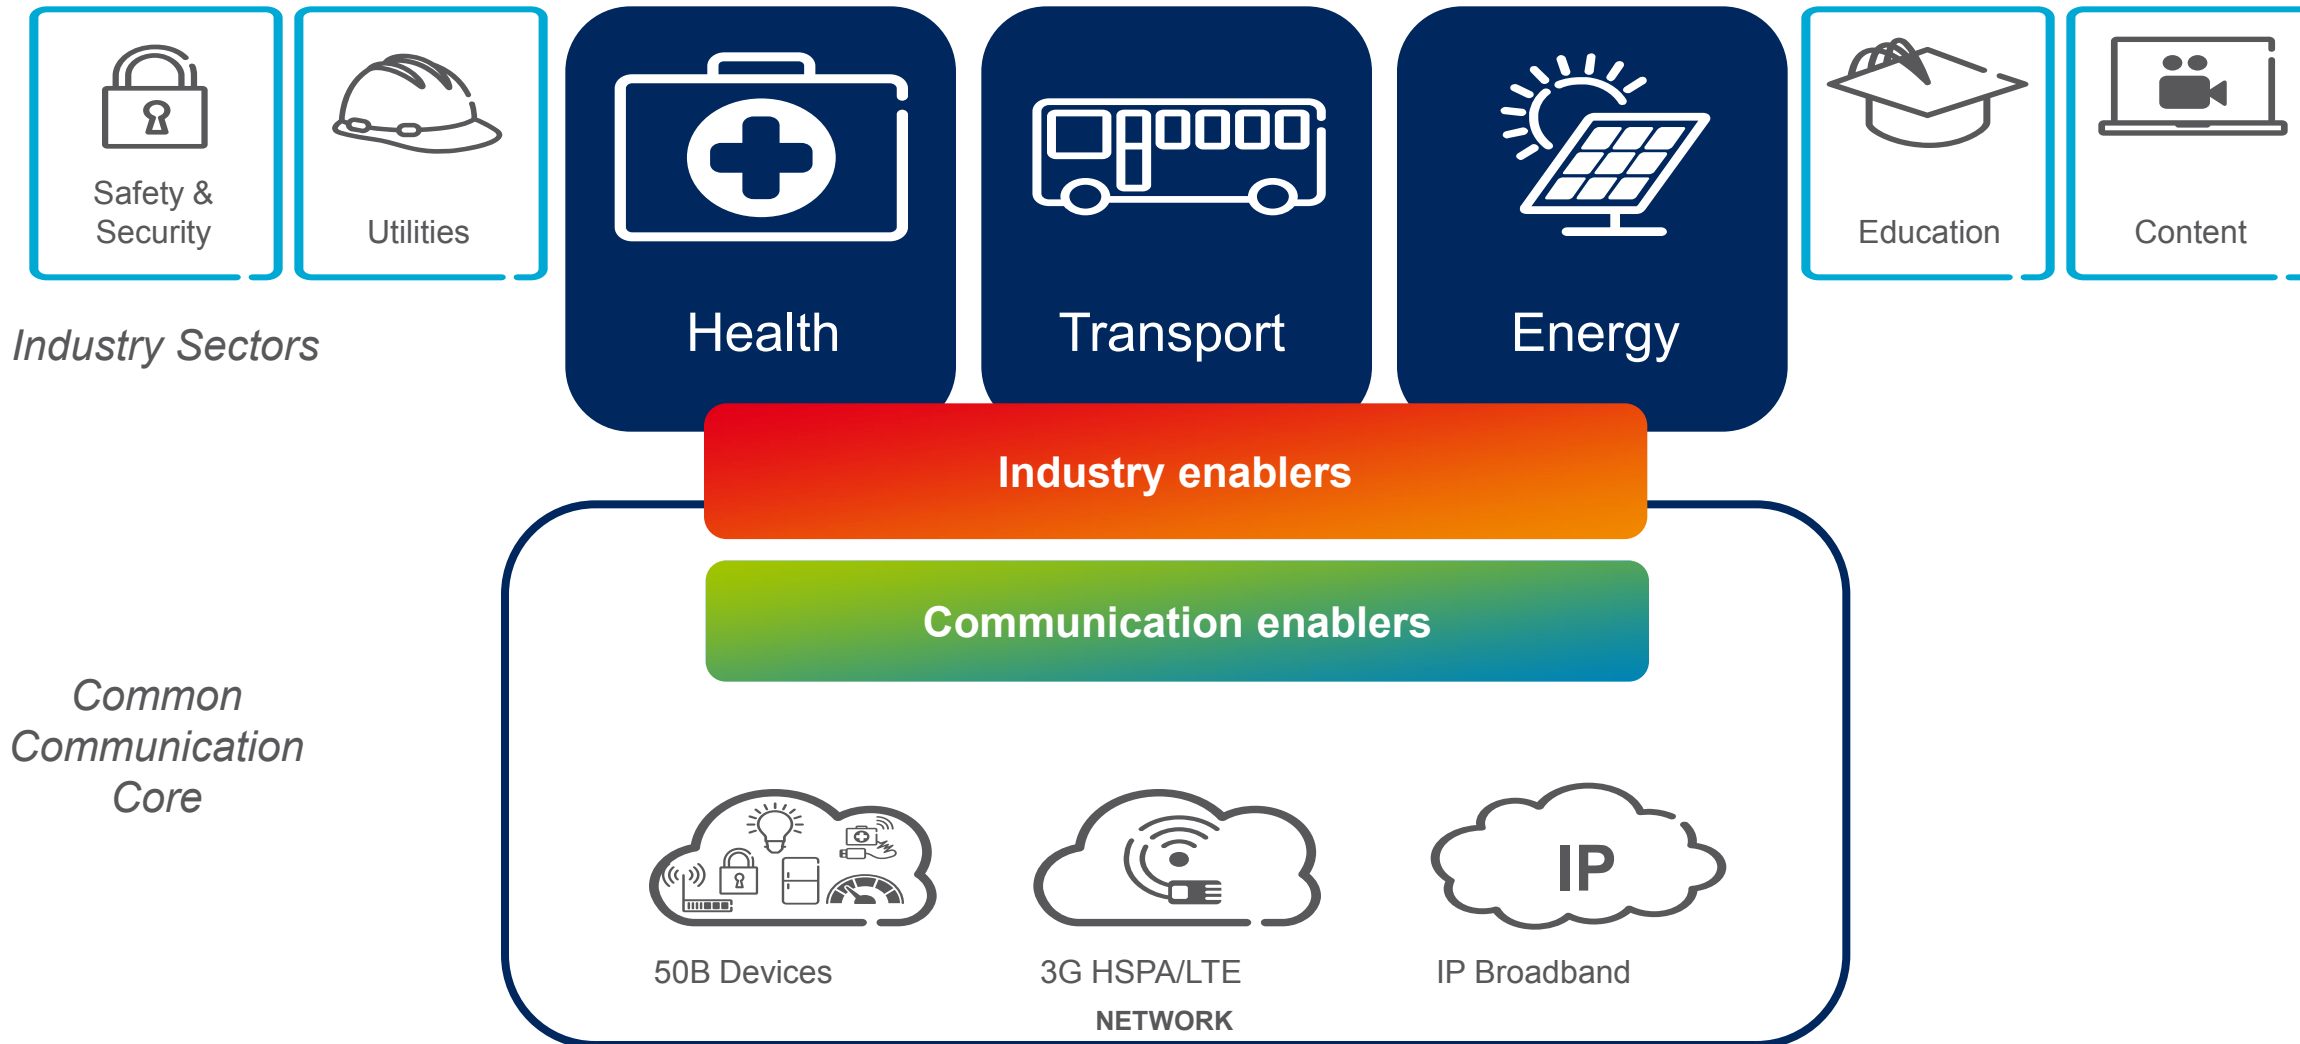 Safety &
Security
Utilities
Health
Transport
Energy
Education
Content
Industry Sectors
Industry enablers
Communication enablers
Common
Communication
Core
IP
50B Devices
3G HSPA/LTE
IP Broadband
NETWORK